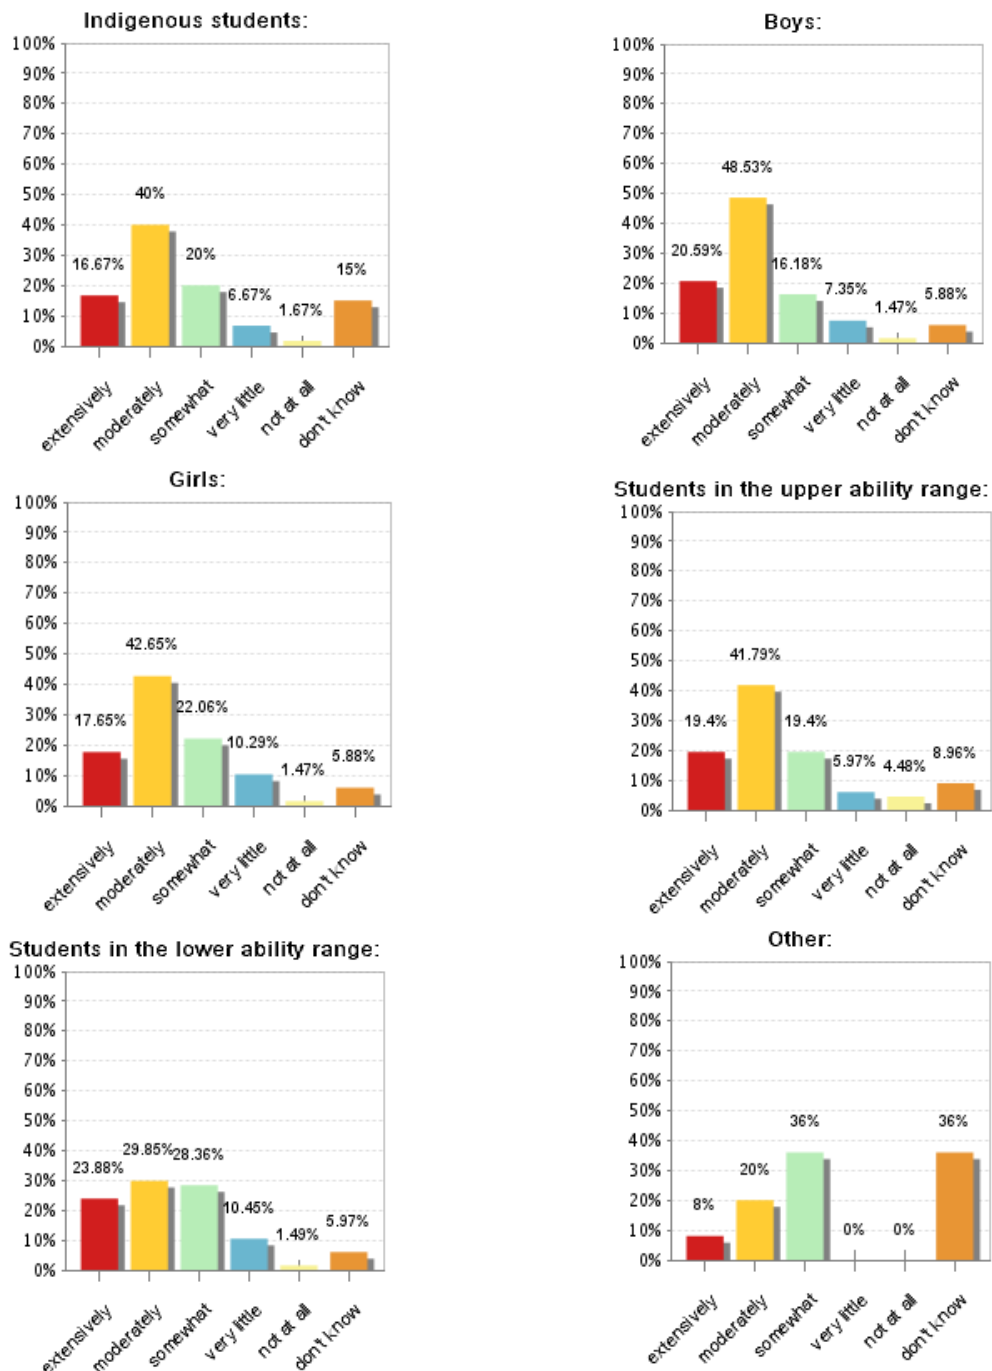 Indigenous students:
100%
90%
80%
70%
60%
50%
40%
30%
20%
10%
0%
16.67%
40%
20%
6.67%
1.67%
15%
extensively
moderately
somewhat
very little
not at all
don't know
Boys:
100%
90%
80%
70%
60%
50%
40%
30%
20%
10%
0%
20.59%
48.53%
16.18%
7.35%
1.47%
5.88%
extensively
moderately
somewhat
very little
not at all
don't know
Girls:
100%
90%
80%
70%
60%
50%
40%
30%
20%
10%
0%
17.65%
42.65%
22.06%
10.29%
1.47%
5.88%
extensively
moderately
somewhat
very little
not at all
don't know
Students in the upper ability range:
100%
90%
80%
70%
60%
50%
40%
30%
20%
10%
0%
19.4%
41.79%
19.4%
5.97%
4.48%
8.96%
extensively
moderately
somewhat
very little
not at all
don't know
Students in the lower ability range:
100%
90%
80%
70%
60%
50%
40%
30%
20%
10%
0%
23.88%
29.85%
28.36%
10.45%
1.49%
5.97%
extensively
moderately
somewhat
very little
not at all
don't know
Other:
100%
90%
80%
70%
60%
50%
40%
30%
20%
10%
0%
8%
20%
36%
0%
0%
36%
extensively
moderately
somewhat
very little
not at all
don't know